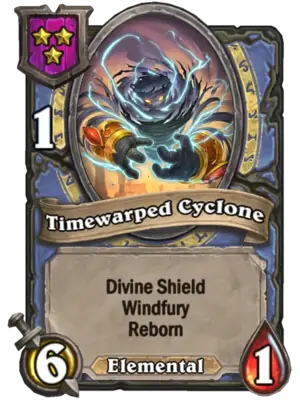 1
Timewarped Cyclone
Divine Shield
Windfury
Reborn
6
Elemental
1